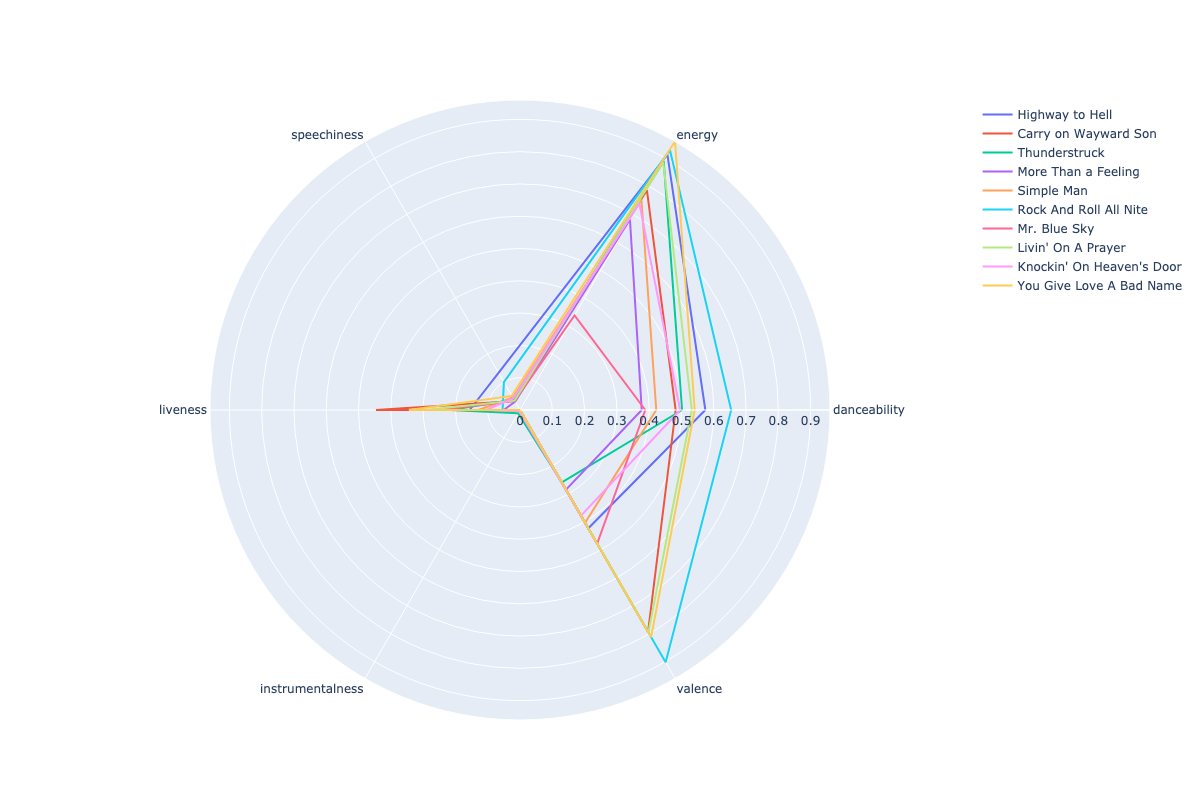 speechiness
energy
liveness
danceability
0 0.1 0.2 0.3 0.4 0.5 0.6 0.7 0.8 0.9
instrumentalness
valence
Highway to Hell
Carry on Wayward Son
Thunderstruck
More Than a Feeling
Simple Man
Rock And Roll All Nite
Mr. Blue Sky
Livin' On A Prayer
Knockin' On Heaven's Door
You Give Love A Bad Name